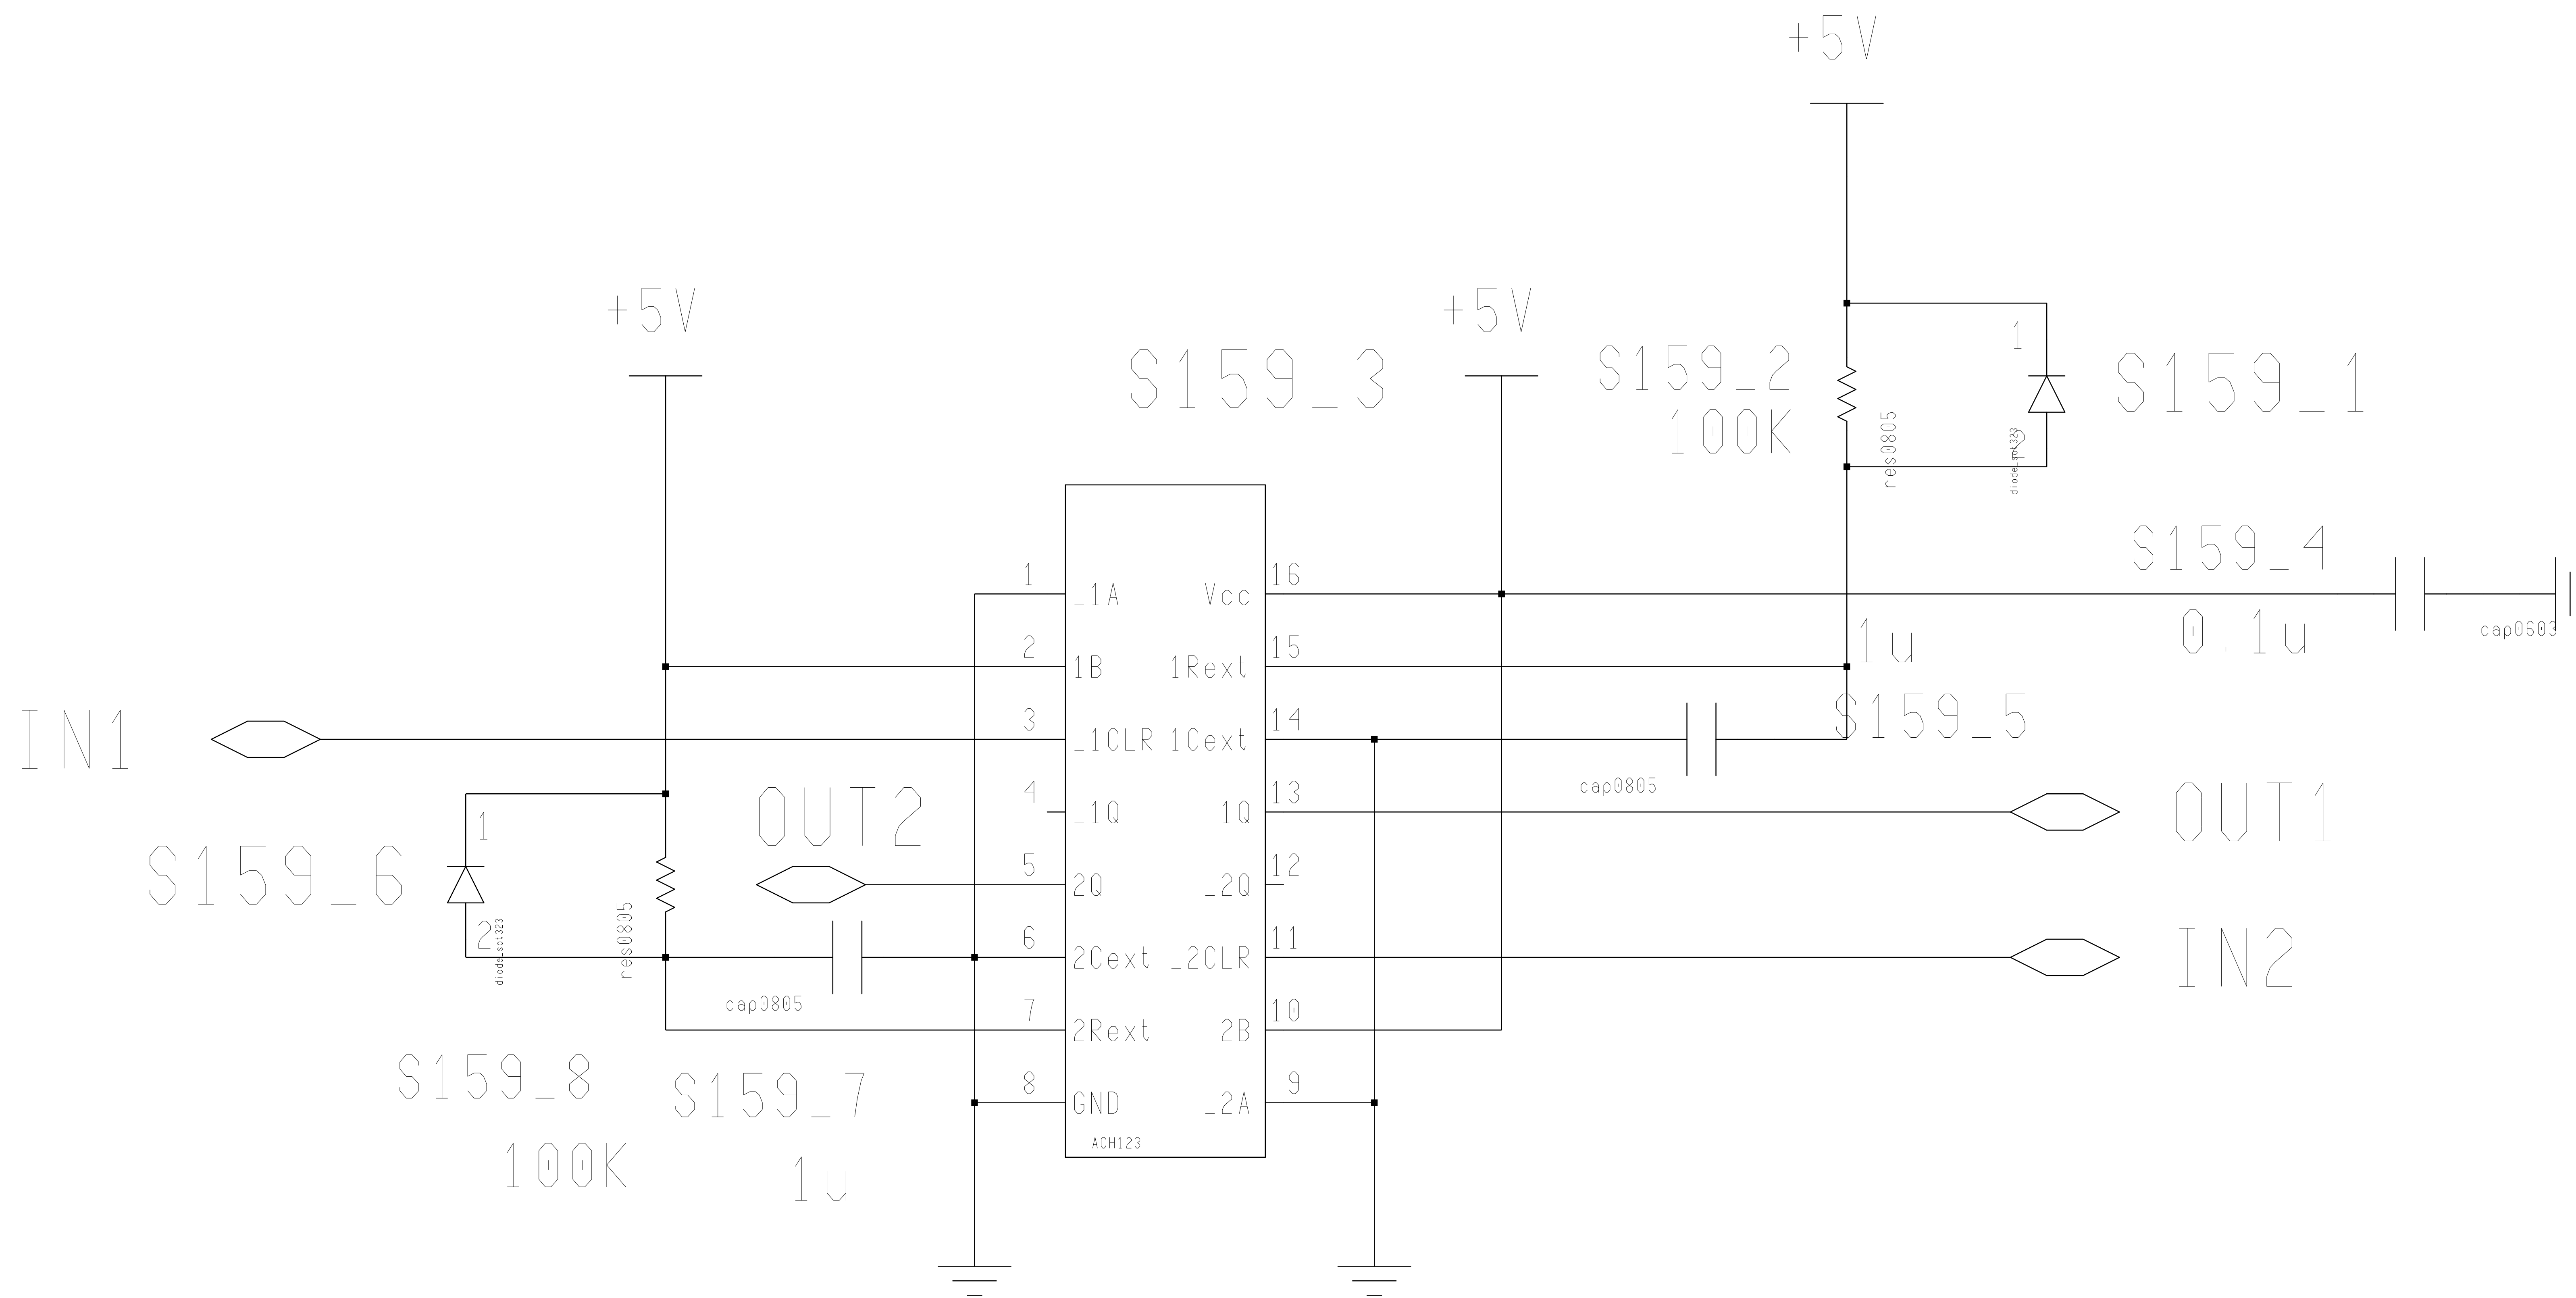 +5V
+5V
+5V
S159_3
S159_2
100K
res0805
1
2
diode_sot323
S159_1
S159_4
0.1u
cap0603
1u
S159_5
cap0805
IN1
OUT2
OUT1
IN2
S159_6
1
2
diode_sot323
res0805
cap0805
S159_8
100K
S159_7
1u
1 _1A Vcc 16
2 1B 1Rext 15
3 _1CLR 1Cext 14
4 _1Q 1Q 13
5 2Q _2Q 12
6 2Cext _2CLR 11
7 2Rext 2B 10
8 GND _2A 9
ACH123